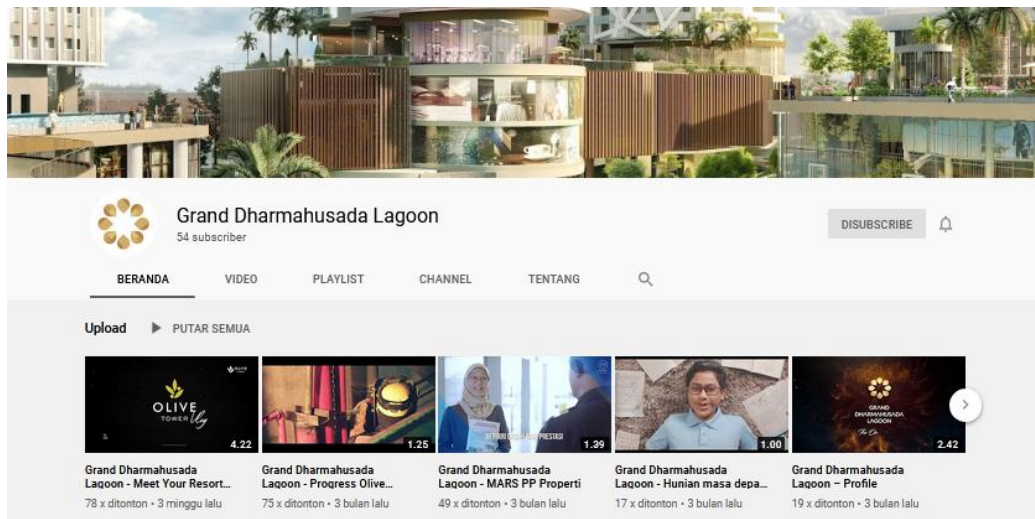 Grand Dharmahusada Lagoon
54 subscriber
DISUBSCRIBE
BERANDA VIDEO PLAYLIST CHANNEL TENTANG
Upload PUTAR SEMUA
OLIVE
TOWER Vlog
4.22
1.25
1.39
1.00
GRAND
DHARMAHUSADA
LAGOON
The One
2.42
Grand Dharmahusada
Lagoon - Meet Your Resort...
78 x ditonton • 3 minggu lalu
Grand Dharmahusada
Lagoon - Progress Olive...
75 x ditonton • 3 bulan lalu
Grand Dharmahusada
Lagoon - MARS PP Properti
49 x ditonton • 3 bulan lalu
Grand Dharmahusada
Lagoon - Hunian masa depa...
17 x ditonton • 3 bulan lalu
Grand Dharmahusada
Lagoon – Profile
19 x ditonton • 3 bulan lalu